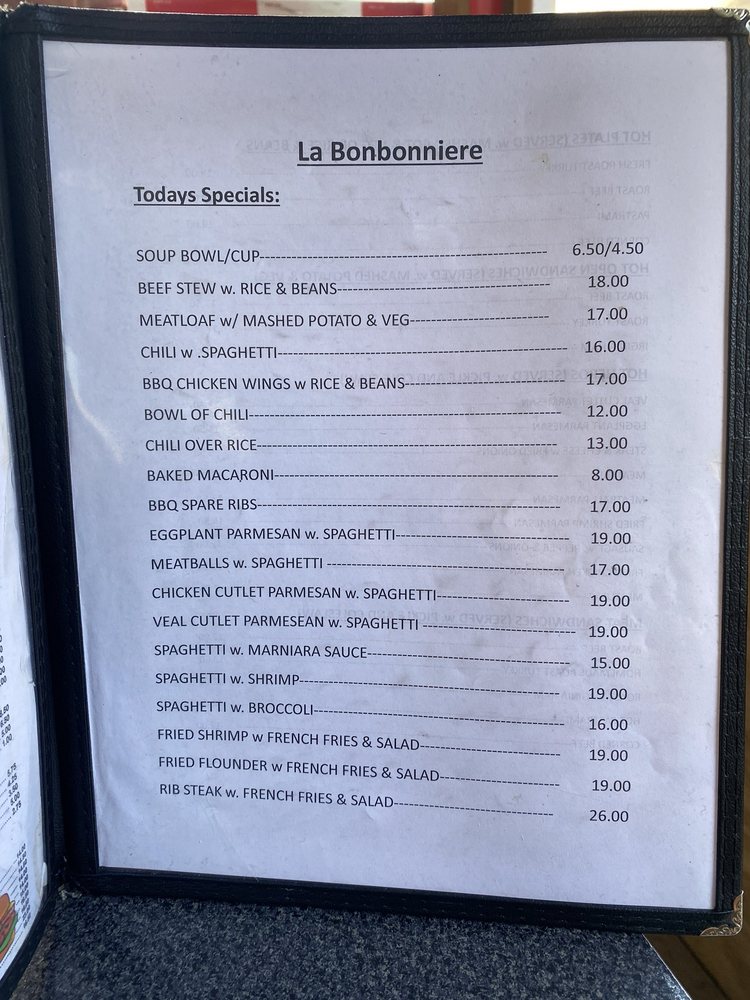 La Bonbonniere
Todays Specials:
SOUP BOWL/CUP------------------------------ 6.50/4.50
BEEF STEW w. RICE & BEANS------------------------------ 18.00
MEATLOAF w/ MASHED POTATO & VEG------------------------------ 17.00
CHILI w .SPAGHETTI------------------------------ 16.00
BBQ CHICKEN WINGS w RICE & BEANS------------------------------ 17.00
BOWL OF CHILI------------------------------ 12.00
CHILI OVER RICE------------------------------ 13.00
BAKED MACARONI------------------------------ 8.00
BBQ SPARE RIBS------------------------------ 17.00
EGGPLANT PARMESAN w. SPAGHETTI------------------------------ 19.00
MEATBALLS w. SPAGHETTI ------------------------------ 17.00
CHICKEN CUTLET PARMESAN w. SPAGHETTI------------------------------ 19.00
VEAL CUTLET PARMESEAN w. SPAGHETTI ------------------------------ 19.00
SPAGHETTI w. MARNIARA SAUCE------------------------------ 15.00
SPAGHETTI w. SHRIMP------------------------------ 19.00
SPAGHETTI w. BROCCOLI------------------------------ 16.00
FRIED SHRIMP w FRENCH FRIES & SALAD------------------------------ 19.00
FRIED FLOUNDER w FRENCH FRIES & SALAD------------------------------ 19.00
RIB STEAK w. FRENCH FRIES & SALAD------------------------------ 26.00